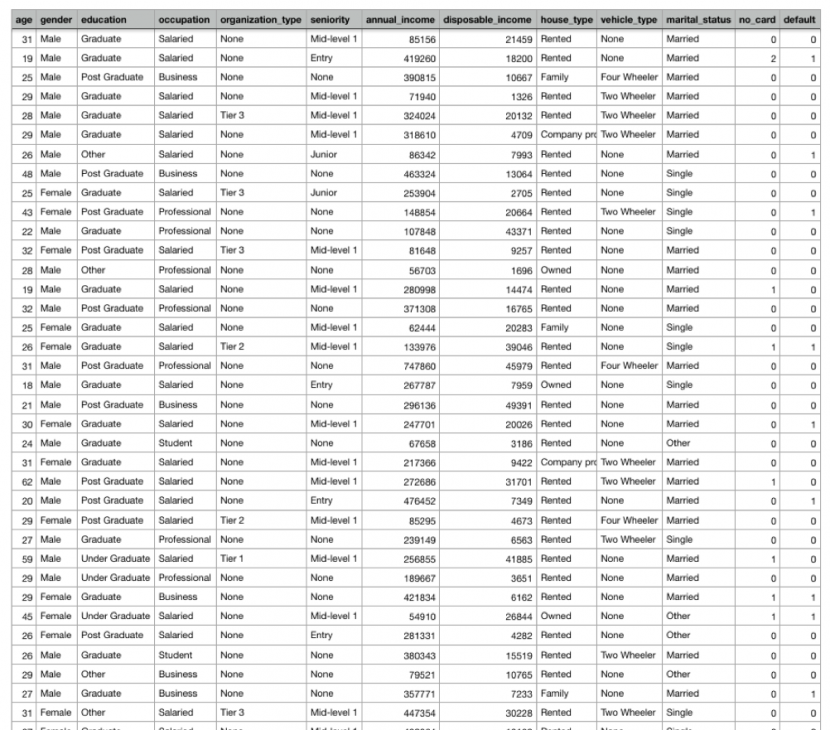 age gender education occupation organization_type seniority annual_income disposable_income house_type vehicle_type marital_status no_card default
31 Male Graduate Salaried None Mid-level 1 85156 21459 Rented None Married 0 0
19 Male Graduate Salaried None Entry 419260 18200 Rented None Married 2 1
25 Male Post Graduate Business None None 390815 10667 Family Four Wheeler Married 0 0
29 Male Graduate Salaried None Mid-level 1 71940 1326 Rented Two Wheeler Married 0 0
28 Male Graduate Salaried Tier 3 Mid-level 1 324024 20132 Rented Two Wheeler Married 0 0
29 Male Graduate Salaried None Mid-level 1 318610 4709 Company pro Two Wheeler Married 0 0
26 Male Other Salaried None Junior 86342 7993 Rented None Married 0 1
48 Male Post Graduate Business None None 463324 13064 Rented None Single 0 0
25 Female Graduate Salaried Tier 3 Junior 253904 2705 Rented None Single 0 0
43 Female Post Graduate Professional None None 148854 20664 Rented Two Wheeler Single 0 1
22 Male Graduate Professional None None 107848 43371 Rented None Single 0 0
32 Female Post Graduate Salaried Tier 3 Mid-level 1 81648 9257 Rented None Married 0 0
28 Male Other Professional None None 56703 1696 Owned None Married 0 0
19 Male Graduate Salaried None Mid-level 1 280998 14474 Rented None Married 1 0
32 Male Post Graduate Professional None None 371308 16765 Rented None Married 0 0
25 Female Graduate Salaried None Mid-level 1 62444 20283 Family None Single 0 0
26 Female Graduate Salaried Tier 2 Mid-level 1 133976 39046 Rented None Single 1 1
31 Male Post Graduate Professional None None 747860 45979 Rented Four Wheeler Married 0 0
18 Male Graduate Salaried None Entry 267787 7959 Owned None Single 0 0
21 Male Post Graduate Business None None 296136 49391 Rented None Married 0 0
30 Female Graduate Salaried None Mid-level 1 247701 20026 Rented None Married 0 1
24 Male Graduate Student None None 67658 3186 Rented None Other 0 0
31 Female Graduate Salaried None Mid-level 1 217366 9422 Company pro Two Wheeler Married 0 0
62 Male Post Graduate Salaried None Mid-level 1 272686 31701 Rented Two Wheeler Married 1 0
20 Male Post Graduate Salaried None Entry 476452 7349 Rented None Married 0 1
29 Female Post Graduate Salaried Tier 2 Mid-level 1 85295 4673 Rented Four Wheeler Married 0 0
27 Male Graduate Professional None None 239149 6563 Rented Two Wheeler Single 0 0
59 Male Under Graduate Salaried Tier 1 Mid-level 1 256855 41885 Rented None Married 1 0
29 Male Under Graduate Professional None None 189667 3651 Rented None Married 0 0
29 Female Graduate Business None None 421834 6162 Rented None Married 1 1
45 Female Under Graduate Salaried None Mid-level 1 54910 26844 Owned None Other 1 1
26 Female Post Graduate Salaried None Entry 281331 4282 Rented None Other 0 0
26 Male Graduate Student None None 380343 15519 Rented Two Wheeler Married 0 0
29 Male Other Business None None 79521 10765 Rented None Other 0 0
27 Male Graduate Business None None 357771 7233 Family None Married 0 1
31 Female Other Salaried Tier 3 Mid-level 1 447354 30228 Rented Two Wheeler Single 0 0